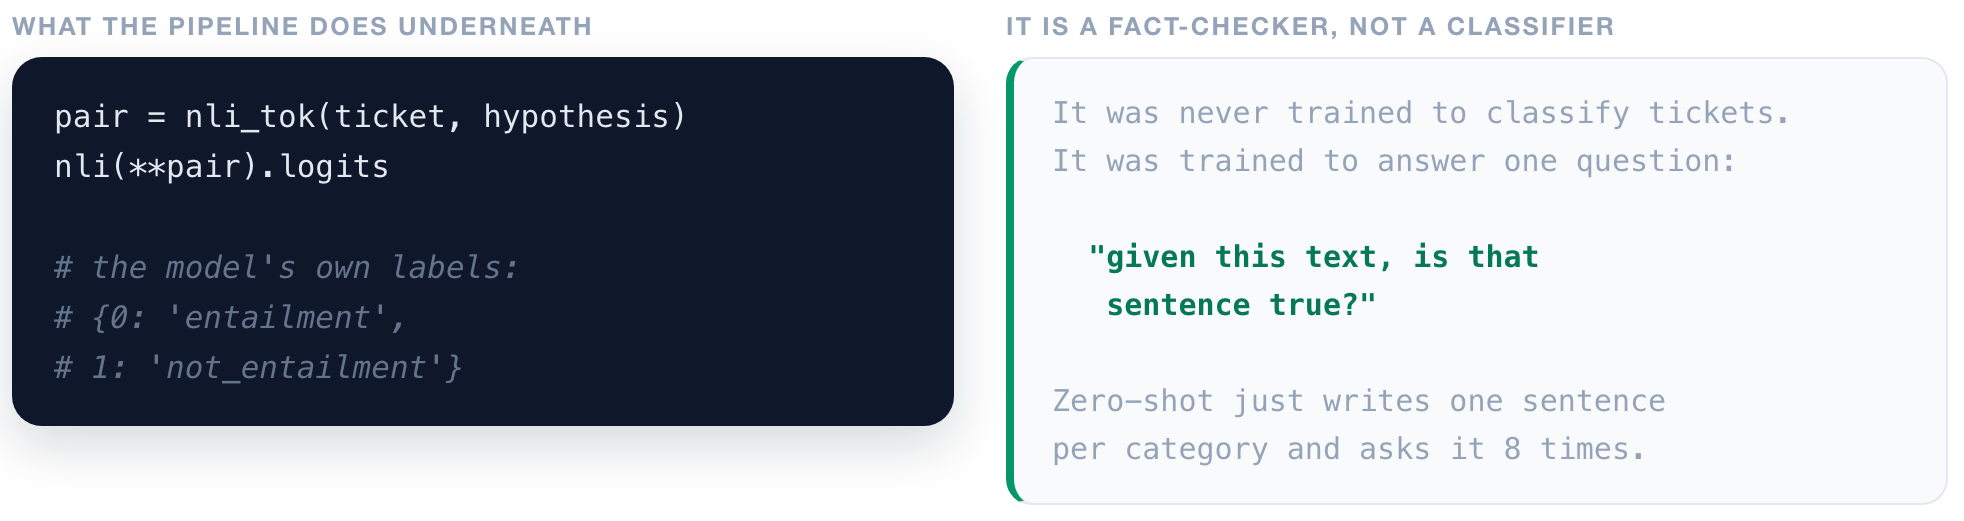 WHAT THE PIPELINE DOES UNDERNEATH
pair = nli_tok(ticket, hypothesis)
nli(**pair).logits
# the model's own labels:
# {0: 'entailment',
# 1: 'not_entailment'}
IT IS A FACT-CHECKER, NOT A CLASSIFIER
It was never trained to classify tickets.
It was trained to answer one question:
"given this text, is that
sentence true?"
Zero-shot just writes one sentence
per category and asks it 8 times.